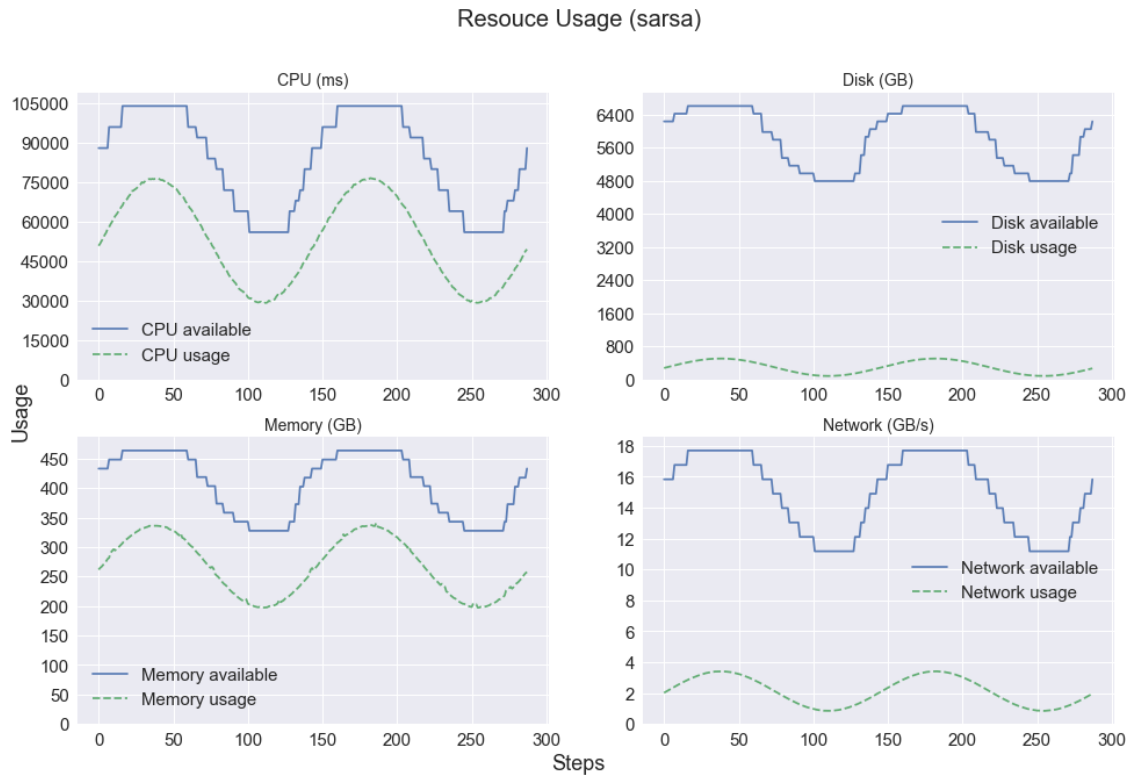 Resouce Usage (sarsa)
CPU (ms)
105000
90000
75000
60000
45000
30000
15000
0
CPU available
CPU usage
0 50 100 150 200 250 300
Disk (GB)
6400
5600
4800
4000
3200
2400
1600
800
0
Disk available
Disk usage
0 50 100 150 200 250 300
Usage
Memory (GB)
450
400
350
300
250
200
150
100
50
0
Memory available
Memory usage
0 50 100 150 200 250 300
Network (GB/s)
18
16
14
12
10
8
6
4
2
0
Network available
Network usage
0 50 100 150 200 250 300
Steps